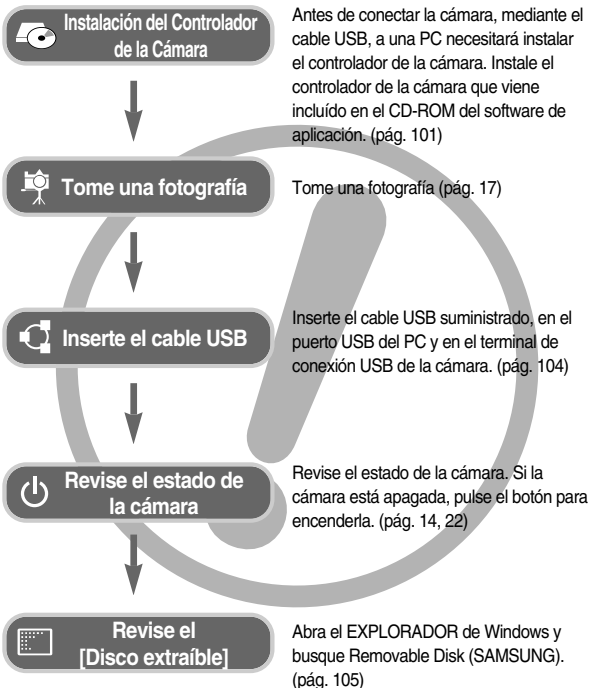 Instalación del Controlador
de la Cámara
Antes de conectar la cámara, mediante el
cable USB, a una PC necesitará instalar
el controlador de la cámara. Instale el
controlador de la cámara que viene
incluído en el CD-ROM del software de
aplicación. (pág. 101)
Tome una fotografía
Tome una fotografía (pág. 17)
Inserte el cable USB
Inserte el cable USB suministrado, en el
puerto USB del PC y en el terminal de
conexión USB de la cámara. (pág. 104)
Revise el estado de
la cámara
Revise el estado de la cámara. Si la
cámara está apagada, pulse el botón para
encenderla. (pág. 14, 22)
Revise el
[Disco extraíble]
Abra el EXPLORADOR de Windows y
busque Removable Disk (SAMSUNG).
(pág. 105)